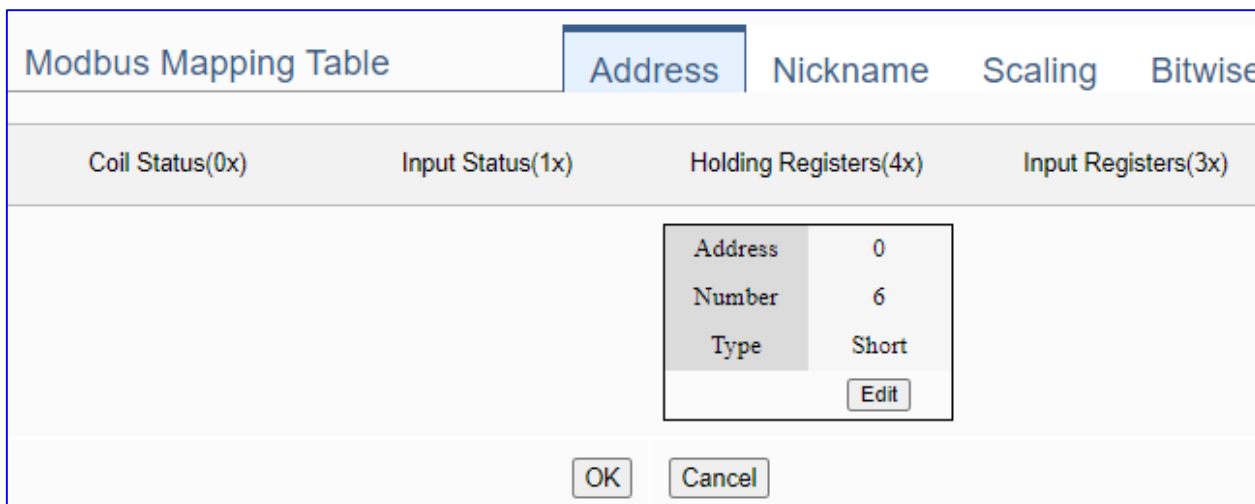 Modbus Mapping Table Address Nickname Scaling Bitwise
Coil Status(0x) Input Status(1x) Holding Registers(4x) Input Registers(3x)
Address 0
Number 6
Type Short
Edit
OK Cancel